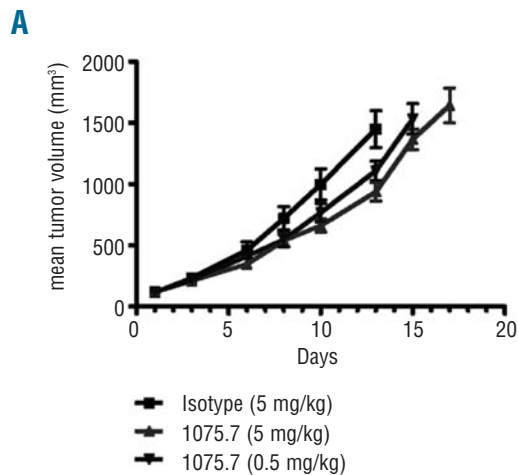 A
mean tumor volume (mm³)
2000
1500
1000
500
0
0 5 10 15 20
Days
Isotype (5 mg/kg)
1075.7 (5 mg/kg)
1075.7 (0.5 mg/kg)